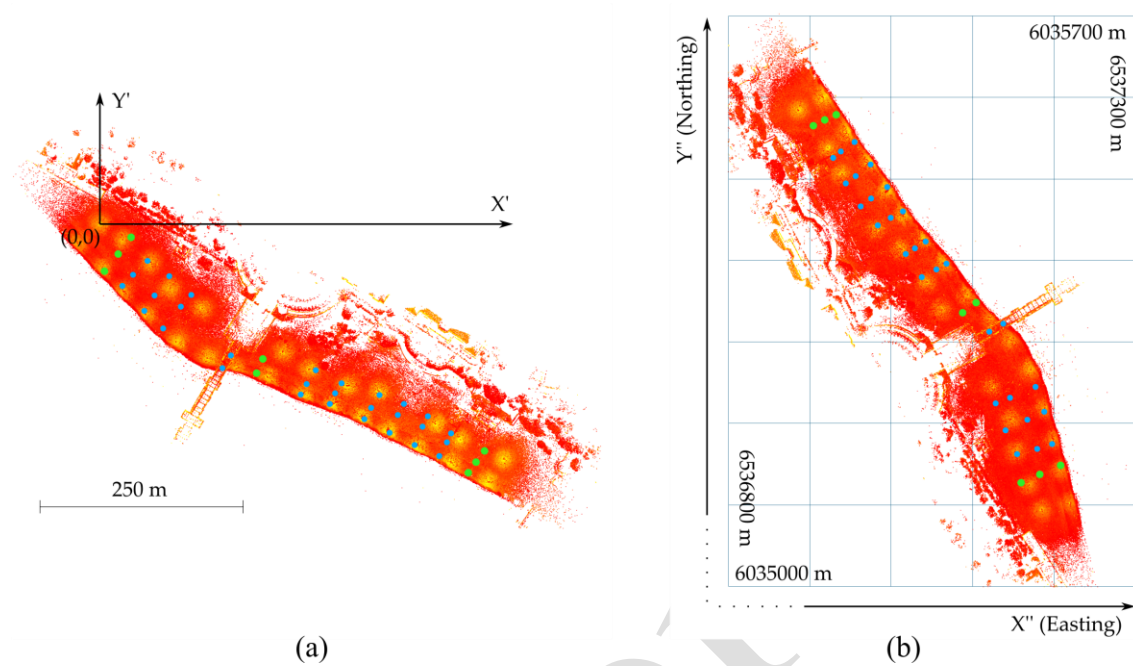 Y'
X'
(0,0)
250 m
(a)
Y'' (Northing)
6035700 m
6537300 m
6536800 m
6035000 m
X'' (Easting)
(b)